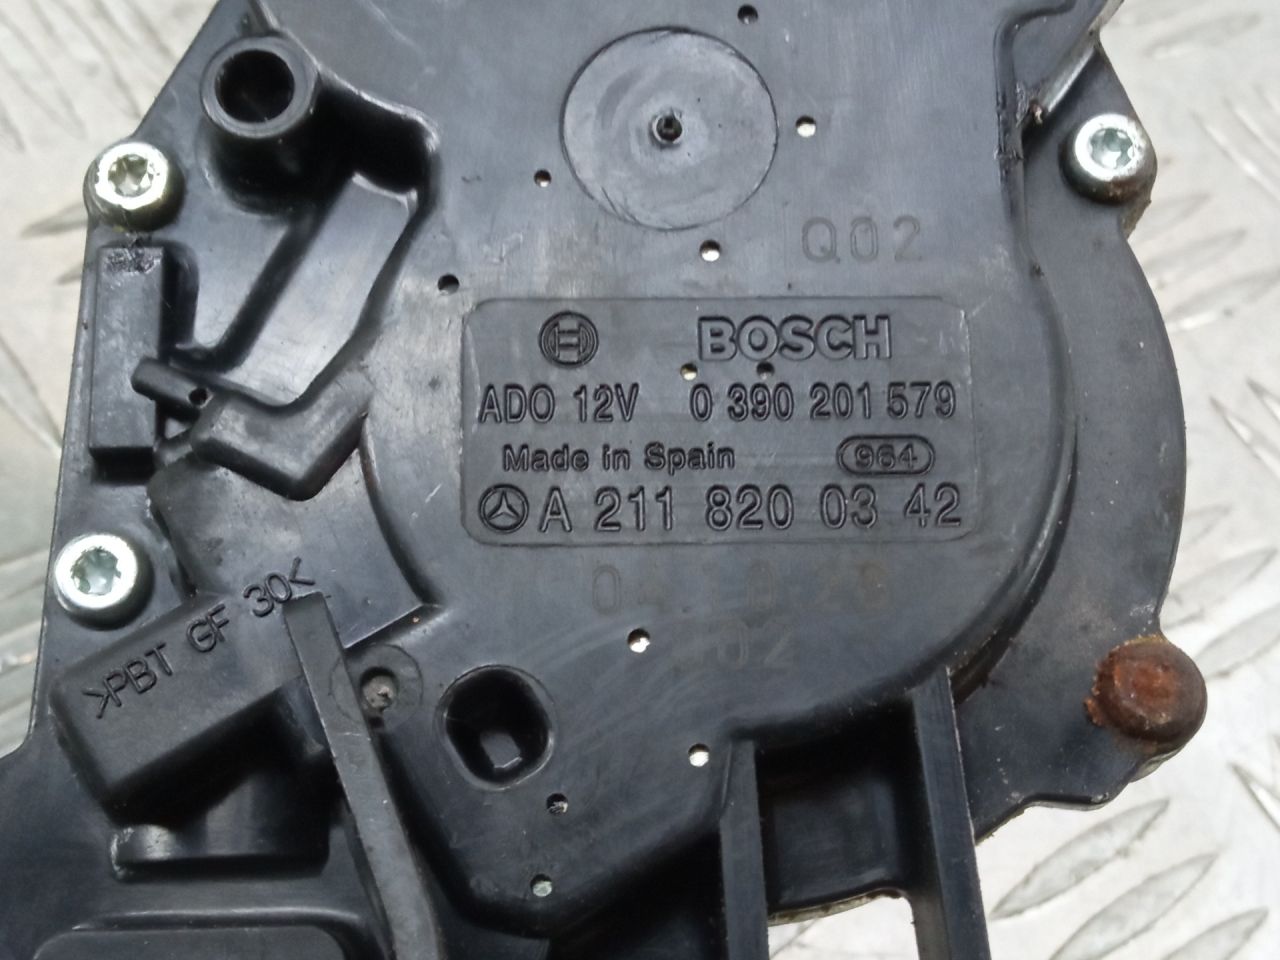 Q02
BOSCH
ADO 12V 0 390 201 579
Made in Spain 964
A 211 820 03 42
>PBT GF 30<